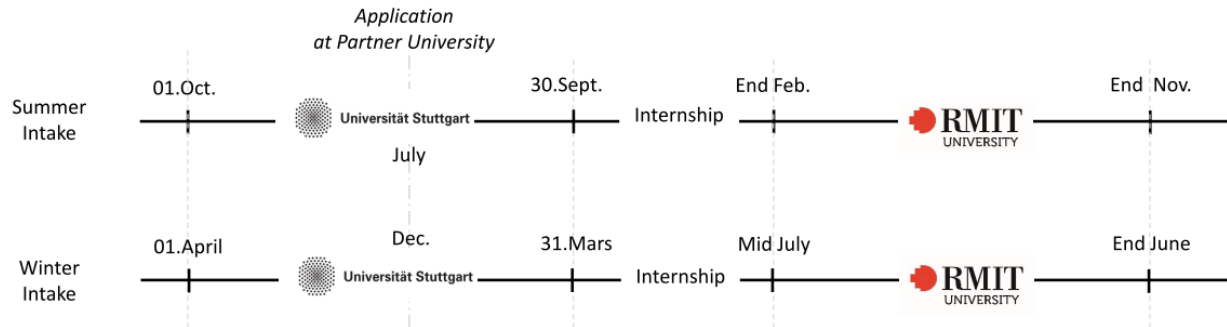 Application
at Partner University
01.Oct.
30.Sept.
End Feb.
End Nov.
Summer
Intake
Universität Stuttgart
Internship
RMIT
UNIVERSITY
July
01.April
Dec.
31.Mars
Mid July
End June
Winter
Intake
Universität Stuttgart
Internship
RMIT
UNIVERSITY